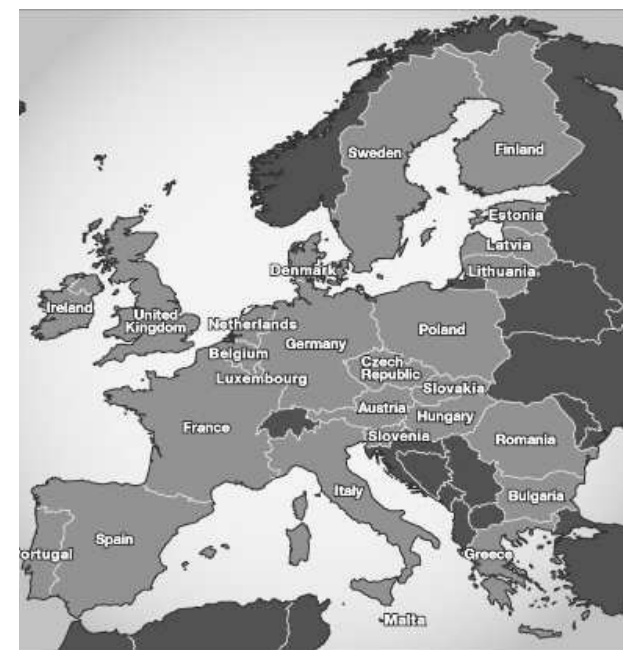 Sweden
Finland
Estonia
Latvia
Denmark
Lithuania
Ireland
United
Kingdom
Netherlands
Germany
Poland
Belgium
Czech
Republic
Luxembourg
Slovakia
Austria
Hungary
France
Slovenia
Romania
Italy
Bulgaria
Spain
ortugal
Greece
Malta